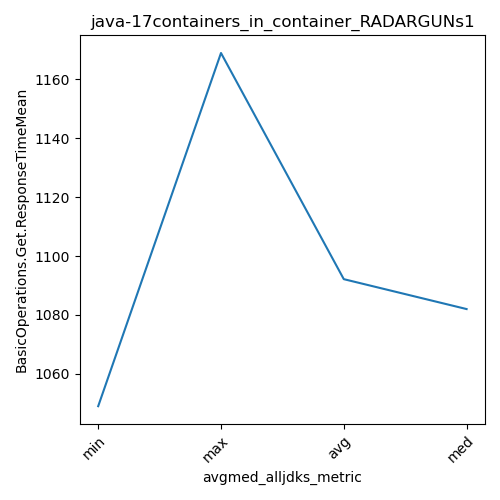 java-17containers_in_container_RADARGUNs1
BasicOperations.Get.ResponseTimeMean
1160
1140
1120
1100
1080
1060
min
max
avg
med
avgmed_alljdks_metric